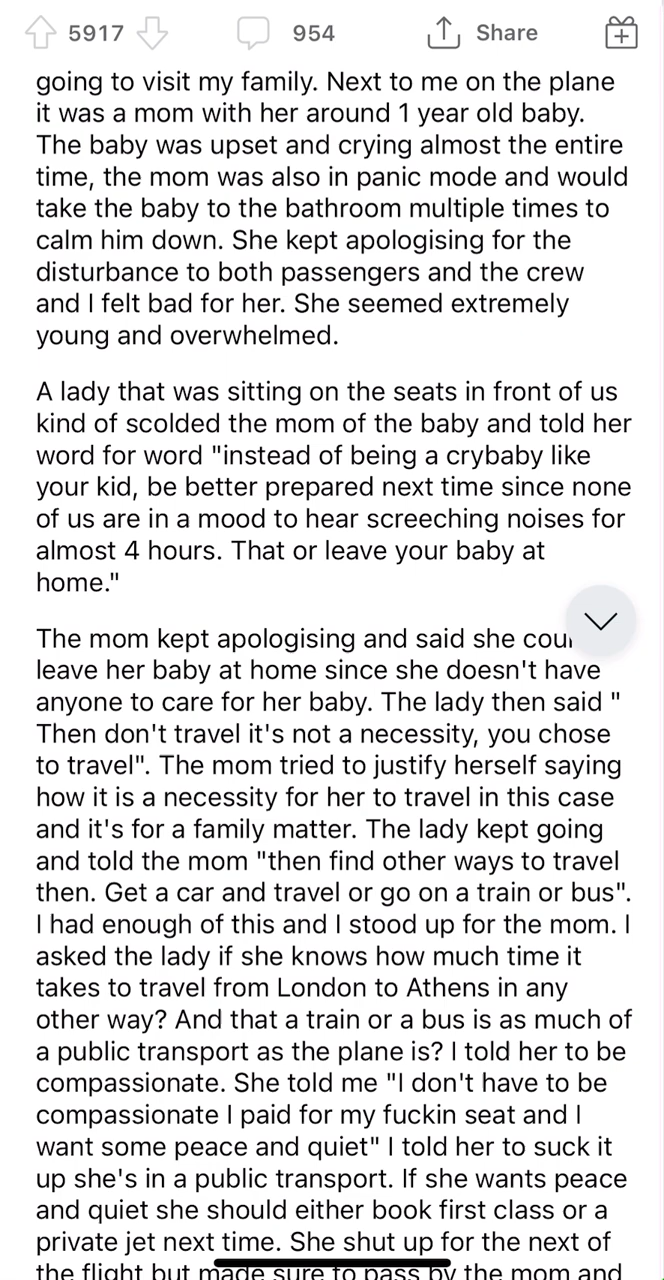 5917
954
Share
going to visit my family. Next to me on the plane
it was a mom with her around 1 year old baby.
The baby was upset and crying almost the entire
time, the mom was also in panic mode and would
take the baby to the bathroom multiple times to
calm him down. She kept apologising for the
disturbance to both passengers and the crew
and I felt bad for her. She seemed extremely
young and overwhelmed.
A lady that was sitting on the seats in front of us
kind of scolded the mom of the baby and told her
word for word "instead of being a crybaby like
your kid, be better prepared next time since none
of us are in a mood to hear screeching noises for
almost 4 hours. That or leave your baby at
home."
The mom kept apologising and said she
leave her baby at home since she doesn't have
anyone to care for her baby. The lady then said "
Then don't travel it's not a necessity, you chose
to travel". The mom tried to justify herself saying
how it is a necessity for her to travel in this case
and it's for a family matter. The lady kept going
and told the mom "then find other ways to travel
then. Get a car and travel or go on a train or bus".
I had enough of this and I stood up for the mom. I
asked the lady if she knows how much time it
takes to travel from London to Athens in any
other way? And that a train or a bus is as much of
a public transport as the plane is? I told her to be
compassionate. She told me "I don't have to be
compassionate I paid for my fuckin seat and I
want some peace and quiet" I told her to suck it
up she's in a public transport. If she wants peace
and quiet she should either book first class or a
private jet next time. She shut up for the next of
the flight but made sure to pass by the mom and